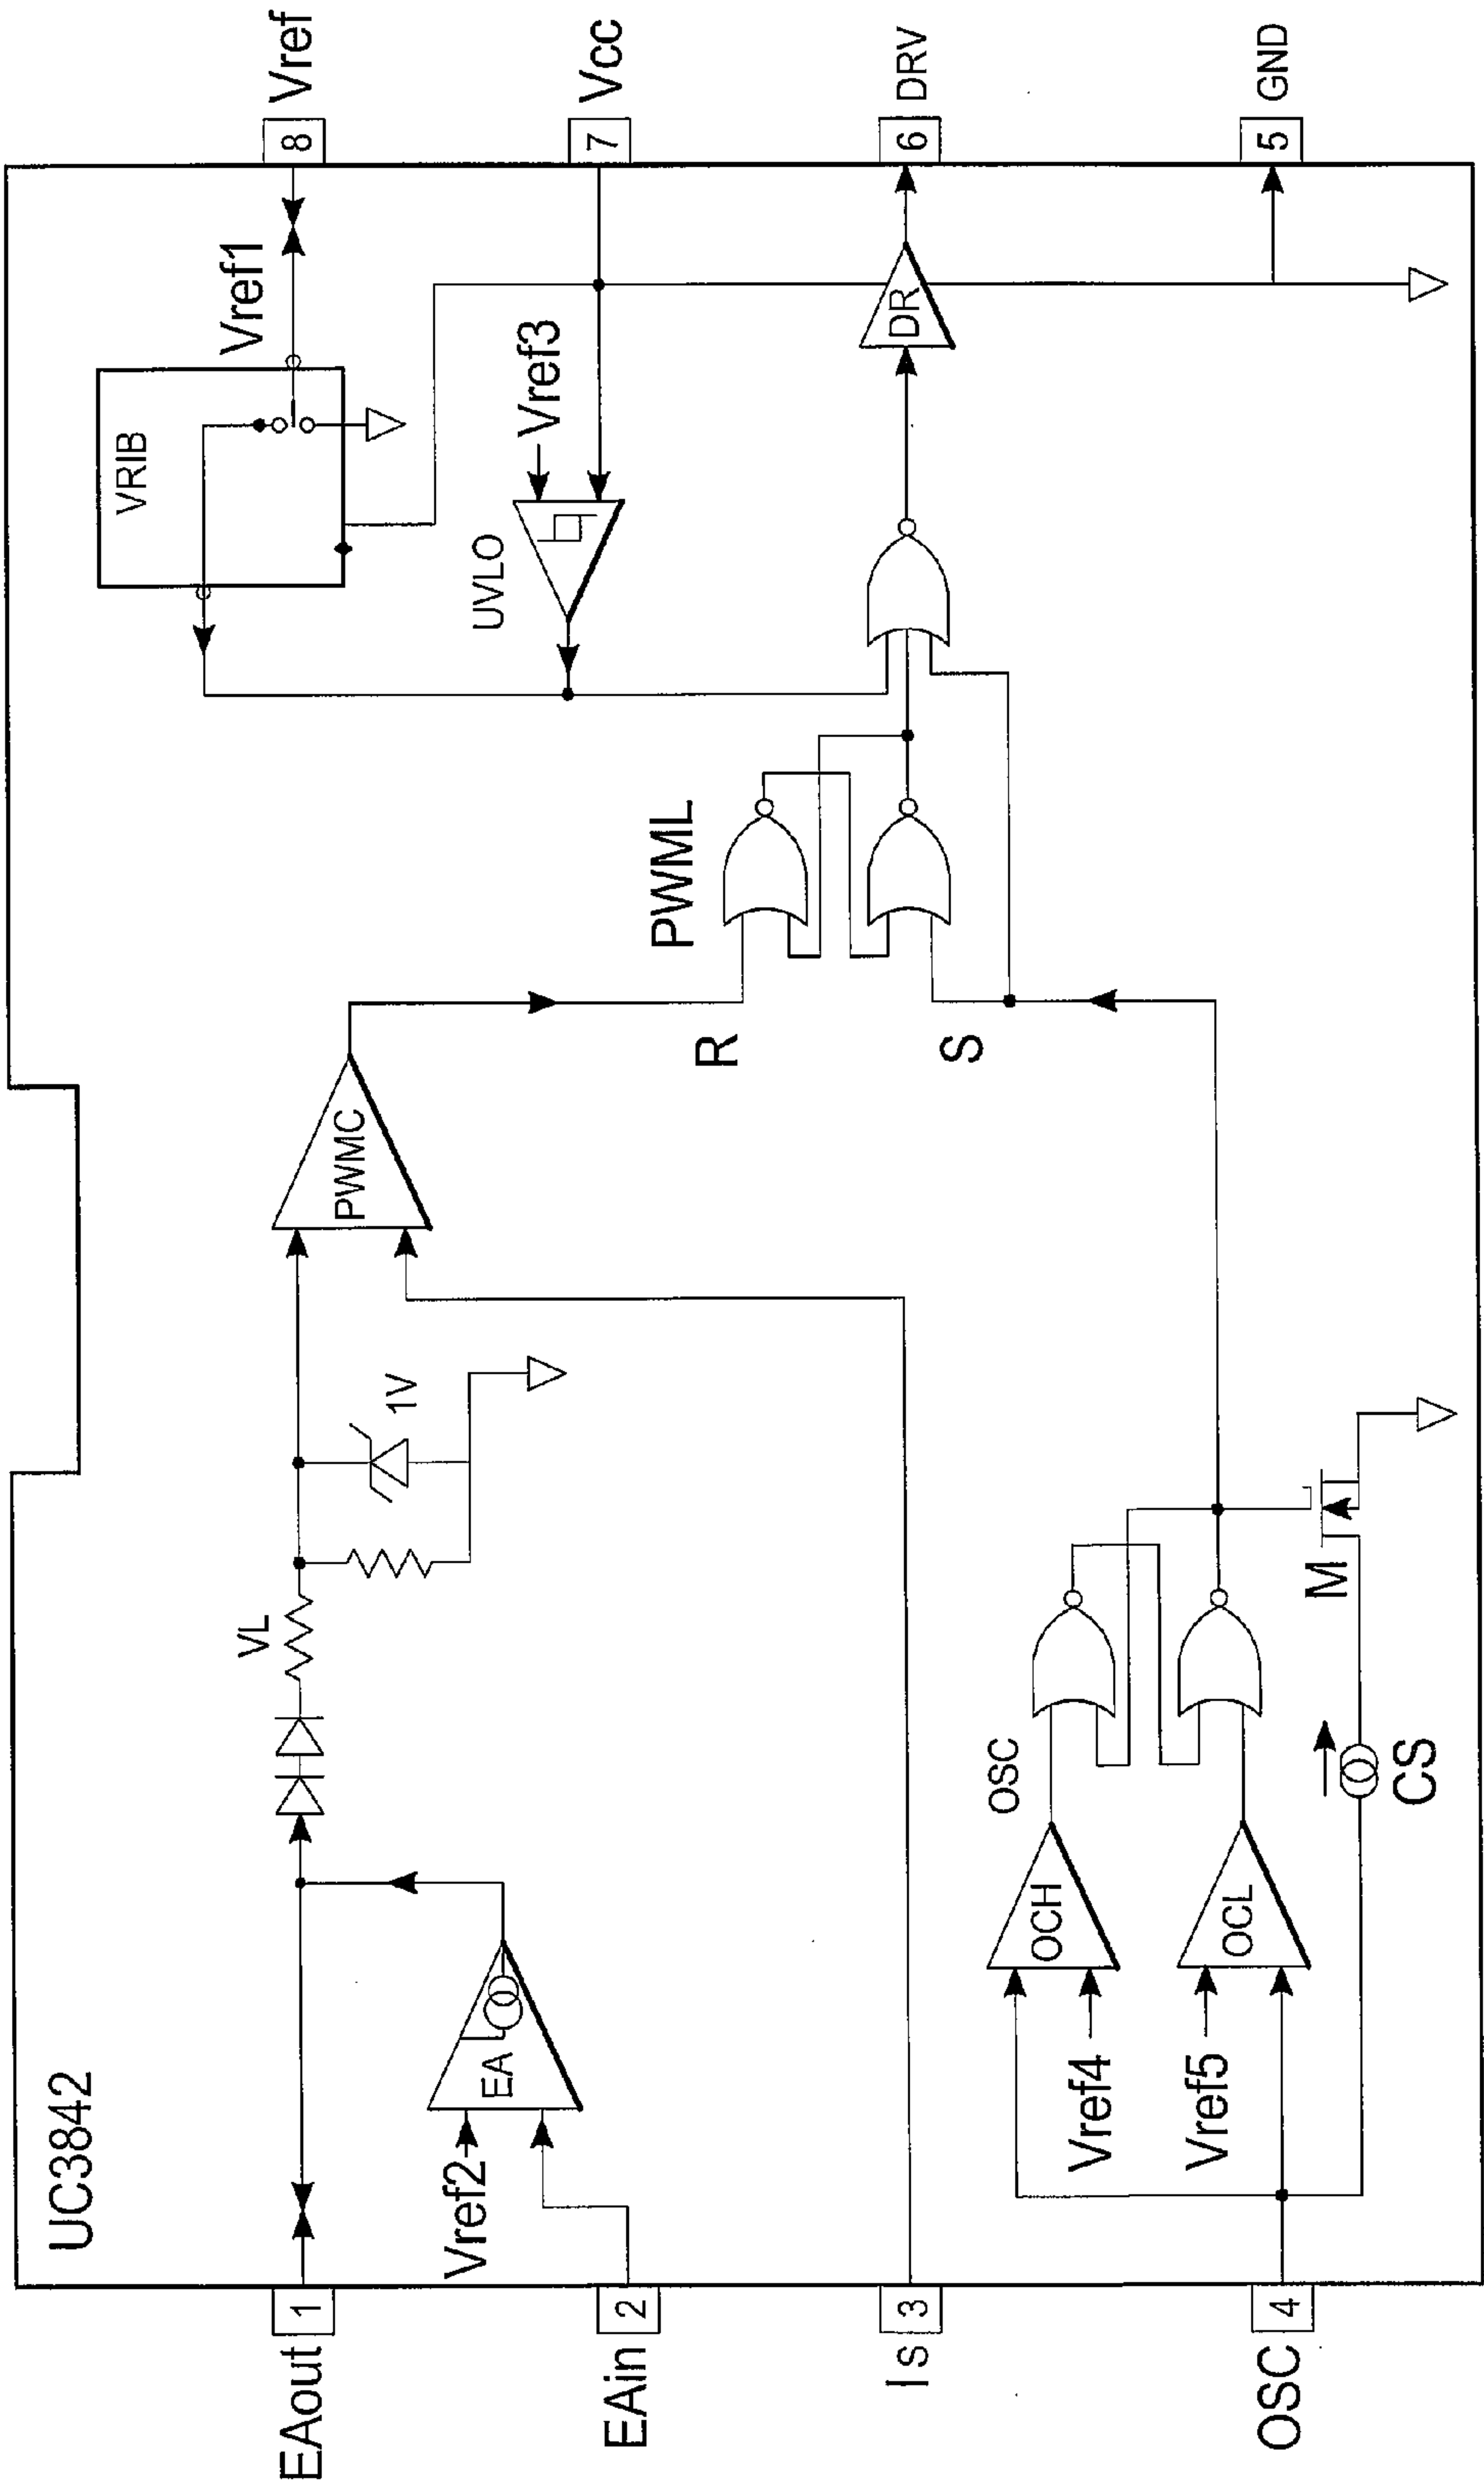 UC3842
EAout
1
EAin
2
Is
3
OSC
4
Vref2
EA
VL
1V
PWMC
R
S
PWML
OSC
OCH
OCL
Vref4
Vref5
CS
M
VRIB
Vref1
UVLO
Vref3
DR
8
Vref
7
Vcc
6
DRV
5
GND